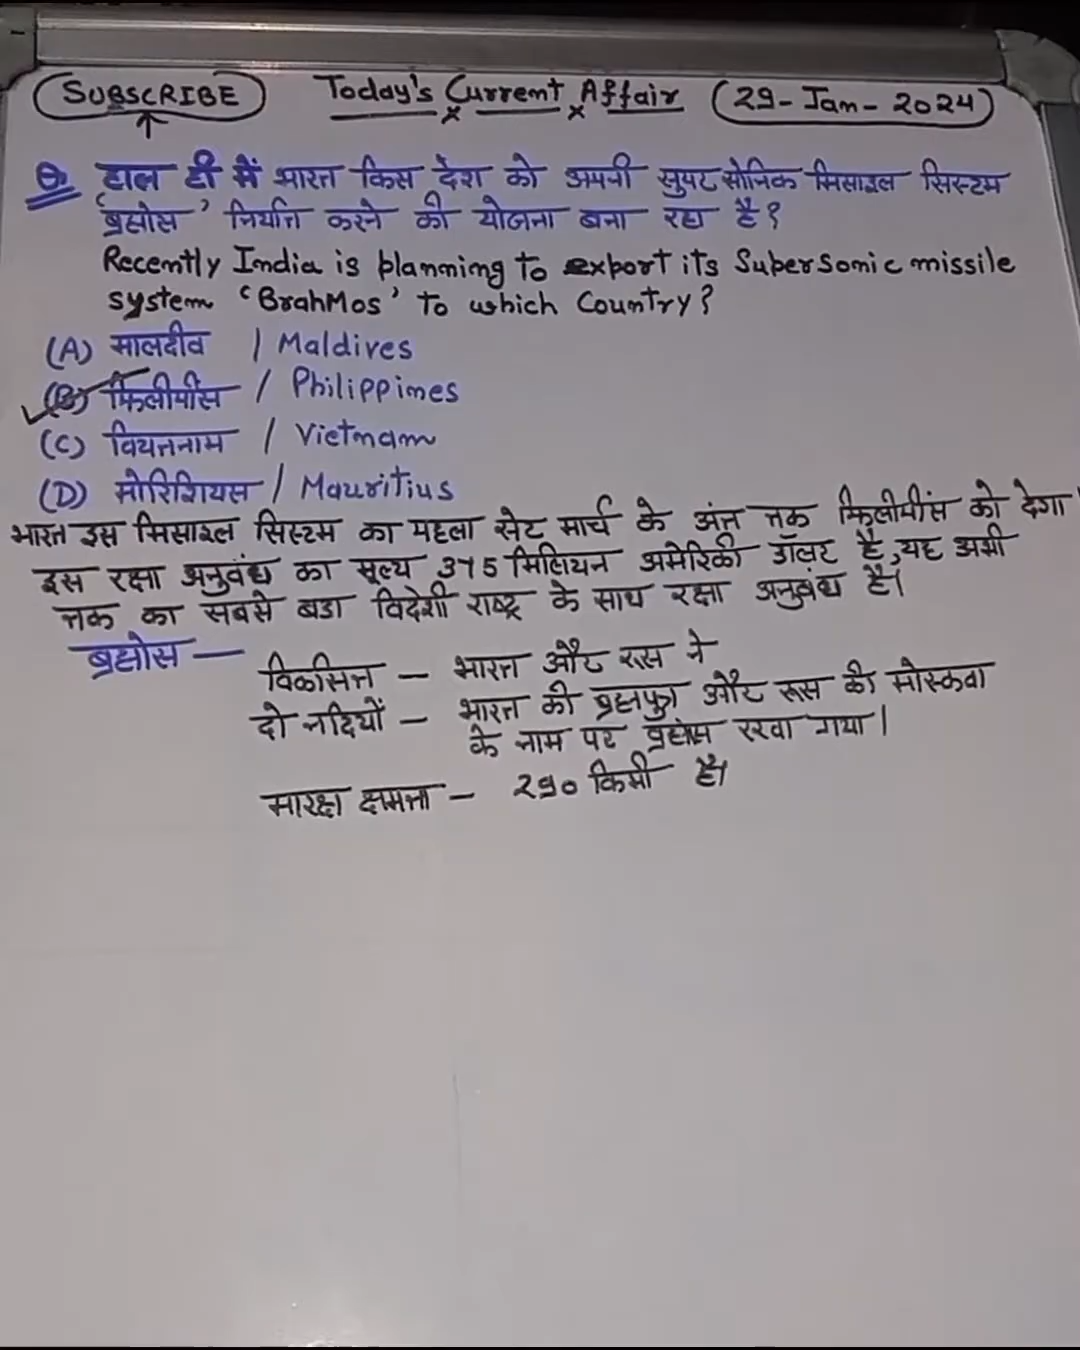 SUBSCRIBE Today's Current Affair (29-Jan-2024)
Q हाल ही में भारत किस देश को अपनी सुपर सोनिक मिसाइल सिस्टम
'ब्रह्मोस' निर्यात करने की योजना बना रहा है?
Recently India is planning to export its Supersonic missile
system 'BrahMos' to which Country?
(A) मालदीव / Maldives
(B) फिलीपींस / Philippines
(C) वियतनाम / Vietnam
(D) मोरिशियस / Mauritius
भारत इस मिसाइल सिस्टम का पहला सेट मार्च के अंत तक फिलीपींस को देगा।
इस रक्षा अनुबंध का मूल्य 375 मिलियन अमेरिकी डॉलर है, यह अभी
तक का सबसे बडा विदेशी राष्ट्र के साथ रक्षा अनुबंध है।
ब्रह्मोस — विकसित — भारत और रूस ने
दो नदियों — भारत की ब्रह्मपुत्र और रूस की मोस्कवा
के नाम पर ब्रह्मोस रखा गया।
मारक क्षमता — 290 किमी है।